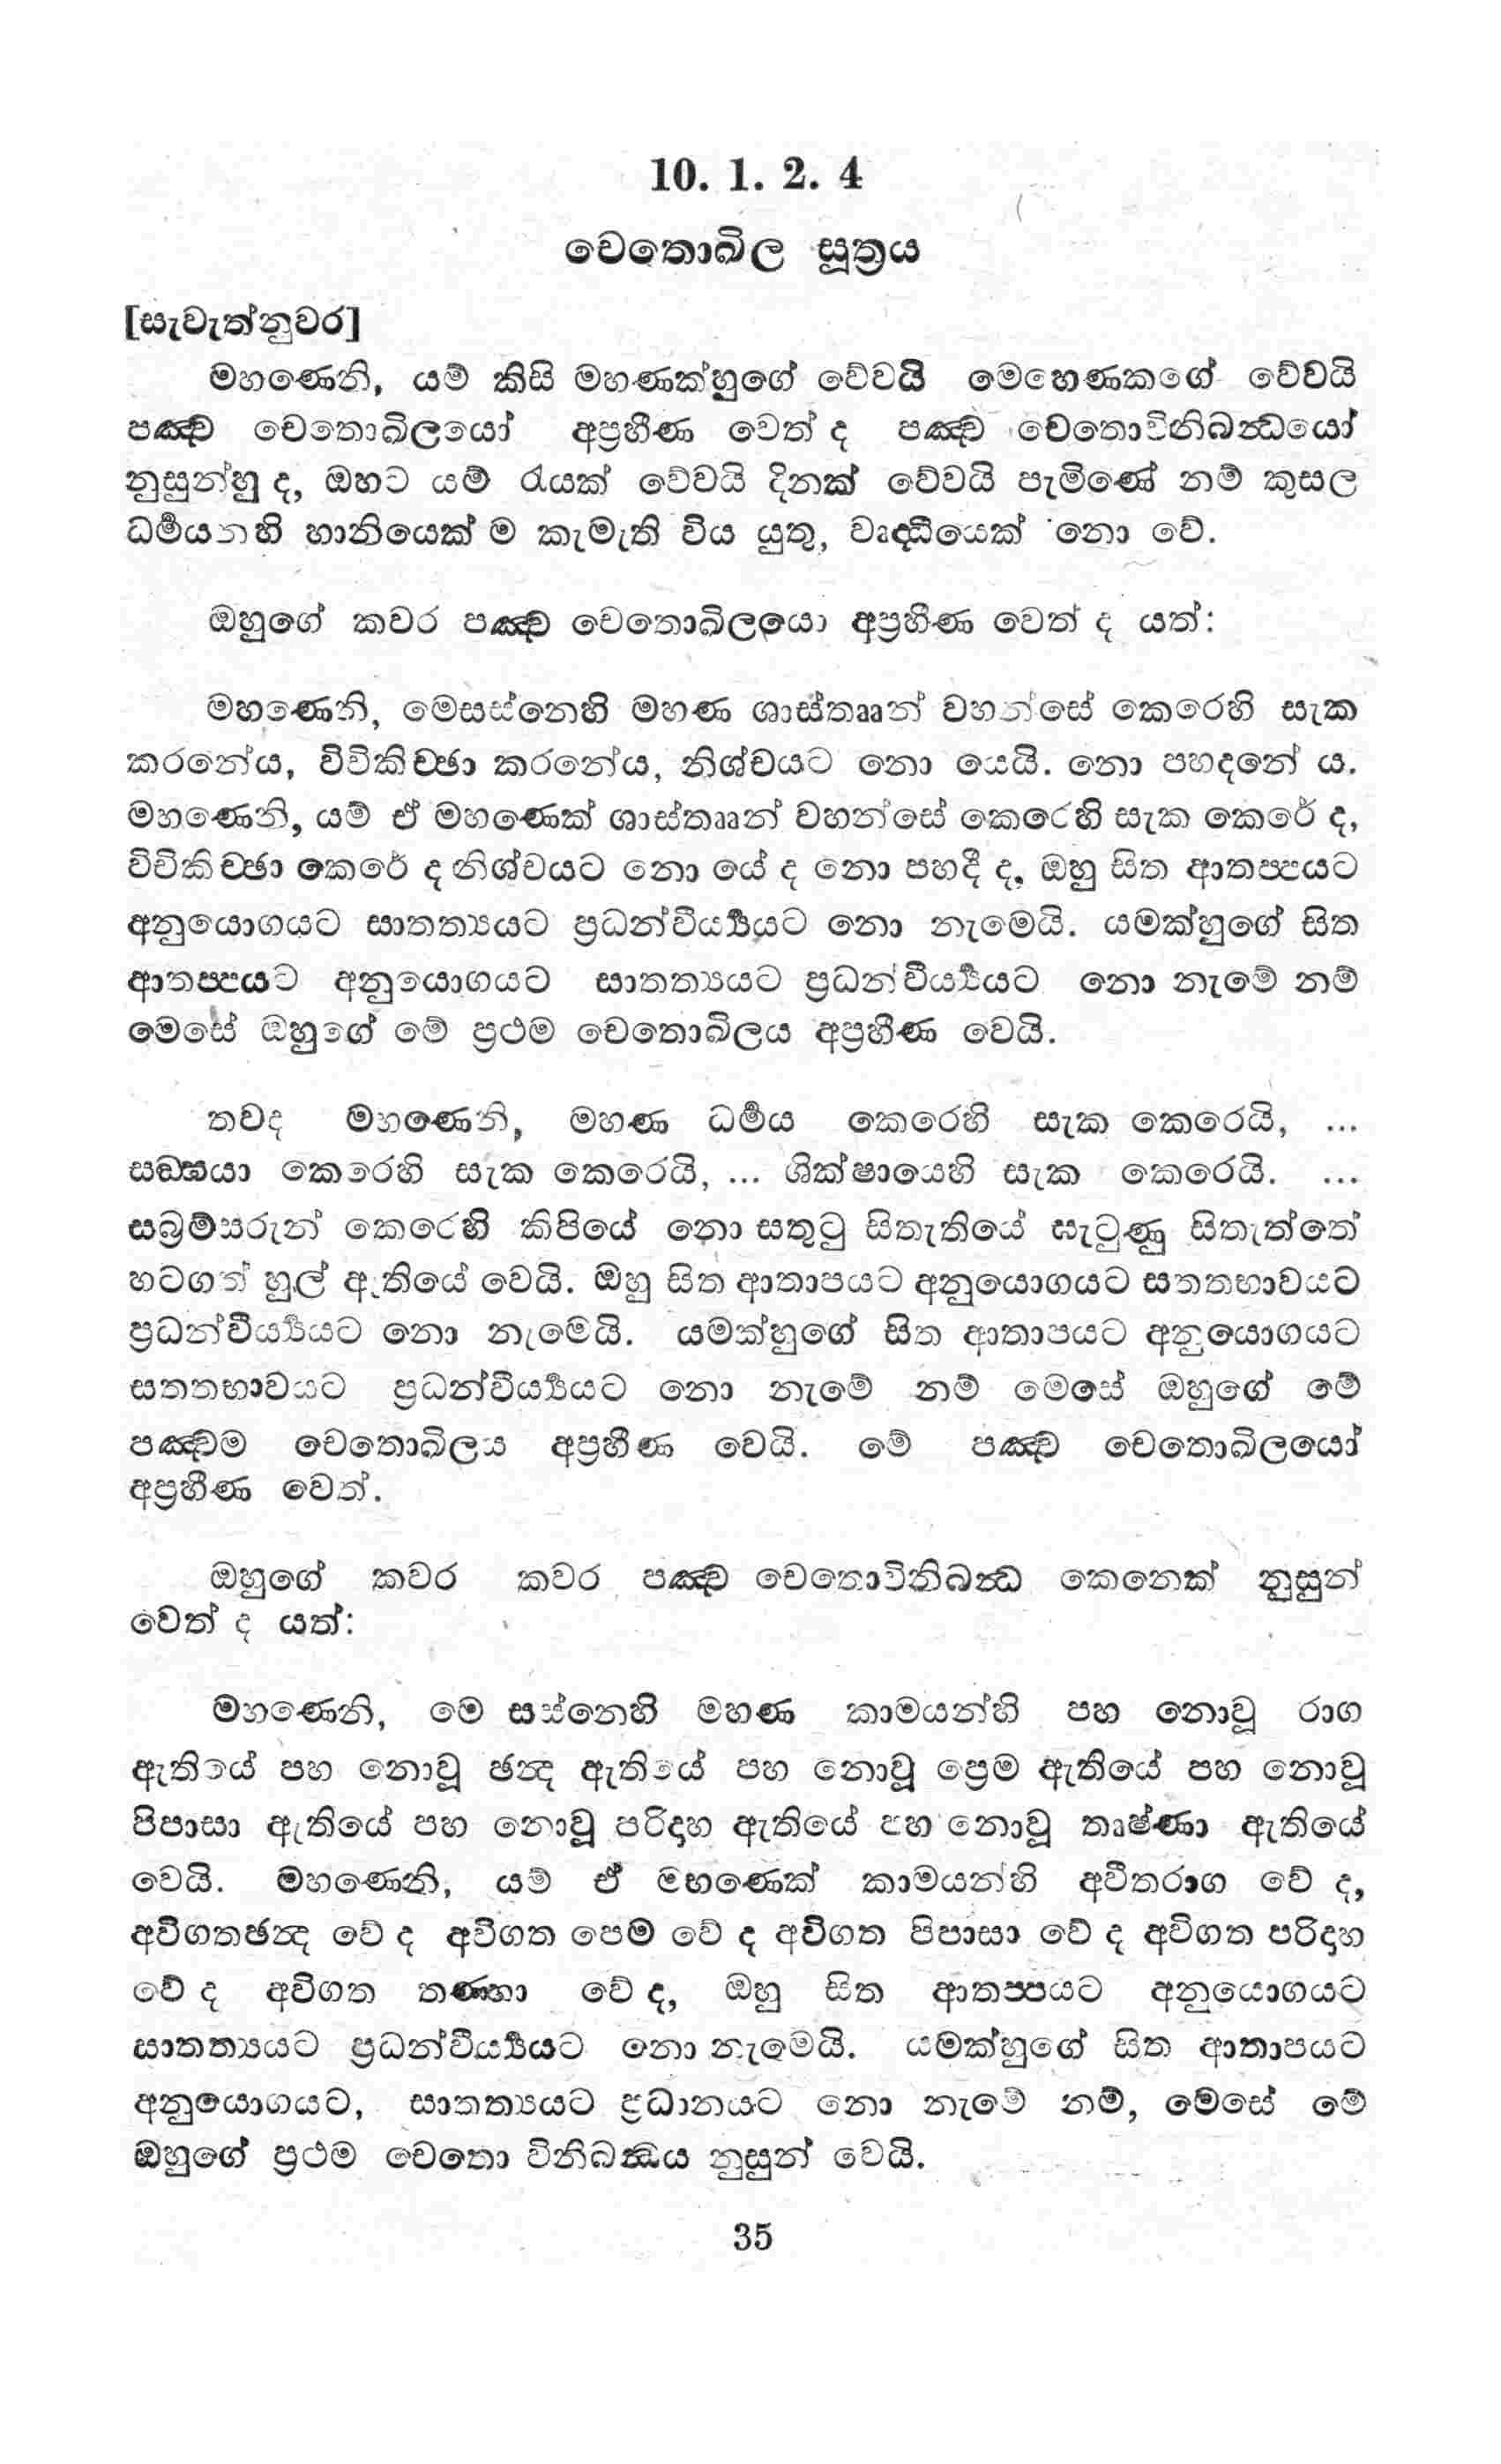 10. 1. 2. 4
චෙතොඛිල සූත්‍රය
[සැවැත්නුවර]
මහණෙනි, යම් කිසි මහණක්හුගේ වේවයි මෙහෙණකගේ වේවයි
පඤ්ච චෙතොඛිලයෝ අප්‍රහීණ වෙත් ද පඤ්ච චෙතොවිනිබන්ධයෝ
නුසුන්හු ද, ඔහට යම් රැයක් වේවයි දිනක් වේවයි පැමිණේ නම් කුසල
ධර්‍මයනහි හානියෙක් ම කැමැති විය යුතු, වෘද්ධියෙක් නො වේ.
ඔහුගේ කවර පඤ්ච චෙතොඛිලයො අප්‍රහීණ වෙත් ද යත්:
මහණෙනි, මෙසස්නෙහි මහණ ශාස්තෲන් වහන්සේ කෙරෙහි සැක
කරනේය, විචිකිච්ඡා කරනේය, නිශ්චයට නො යෙයි. නො පහදනේ ය.
මහණෙනි, යම් ඒ මහණෙක් ශාස්තෲන් වහන්සේ කෙරෙහි සැක කෙරේ ද,
විචිකිච්ඡා කෙරේ ද නිශ්චයට නො යේ ද නො පහදී ද, ඔහු සිත ආතප්පයට
අනුයොගයට සාතත්‍යයට ප්‍රධන්වීර්‍ය්‍යයට නො නැමෙයි. යමක්හුගේ සිත
ආතප්පයට අනුයොගයට සාතත්‍යයට ප්‍රධන්වීර්‍ය්‍යයට නො නැමේ නම්
මෙසේ ඔහුගේ මේ ප්‍රථම චෙතොඛිලය අප්‍රහීණ වෙයි.
තවද මහණෙනි, මහණ ධර්‍මය කෙරෙහි සැක කෙරෙයි, ...
සඞ්ඝයා කෙරෙහි සැක කෙරෙයි, ... ශික්ෂායෙහි සැක කෙරෙයි. ...
සබ්‍රම්සරුන් කෙරෙහි කිපියේ නො සතුටු සිතැතියේ සැටුණු සිතැත්තේ
හටගත් හුල් ඇතියේ වෙයි. ඔහු සිත ආතාපයට අනුයොගයට සතතභාවයට
ප්‍රධන්වීර්‍ය්‍යයට නො නැමෙයි. යමක්හුගේ සිත ආතාපයට අනුයොගයට
සතතභාවයට ප්‍රධන්වීර්‍ය්‍යයට නො නැමේ නම් මෙසේ ඔහුගේ මේ
පඤ්චම චෙතොඛිලය අප්‍රහීණ වෙයි. මේ පඤ්ච චෙතොඛිලයෝ
අප්‍රහීණ වෙත්.
ඔහුගේ කවර කවර පඤ්ච චෙතොවිනිබන්ධ කෙනෙක් නුසුන්
වෙත් ද යත්:
මහණෙනි, මෙ සස්නෙහි මහණ කාමයන්හි පහ නොවූ රාග
ඇතියේ පහ නොවූ ඡන්‍ද ඇතියේ පහ නොවූ ප්‍රෙම ඇතියේ පහ නොවූ
පිපාසා ඇතියේ පහ නොවූ පරිදාහ ඇතියේ පහ නොවූ තෘෂ්ණා ඇතියේ
වෙයි. මහණෙනි, යම් ඒ මහණෙක් කාමයන්හි අවීතරාග වේ ද,
අවිගතඡන්‍ද වේ ද අවිගත පෙම වේ ද අවිගත පිපාසා වේ ද අවිගත පරිදාහ
වේ ද අවිගත තණ්හා වේ ද, ඔහු සිත ආතප්පයට අනුයොගයට
සාතත්‍යයට ප්‍රධන්වීර්‍ය්‍යයට නො නැමෙයි. යමක්හුගේ සිත ආතාපයට
අනුයොගයට, සාතත්‍යයට ප්‍රධානයට නො නැමේ නම්, මෙසේ මේ
ඔහුගේ ප්‍රථම චෙතො විනිබන්ධය නුසුන් වෙයි.
35